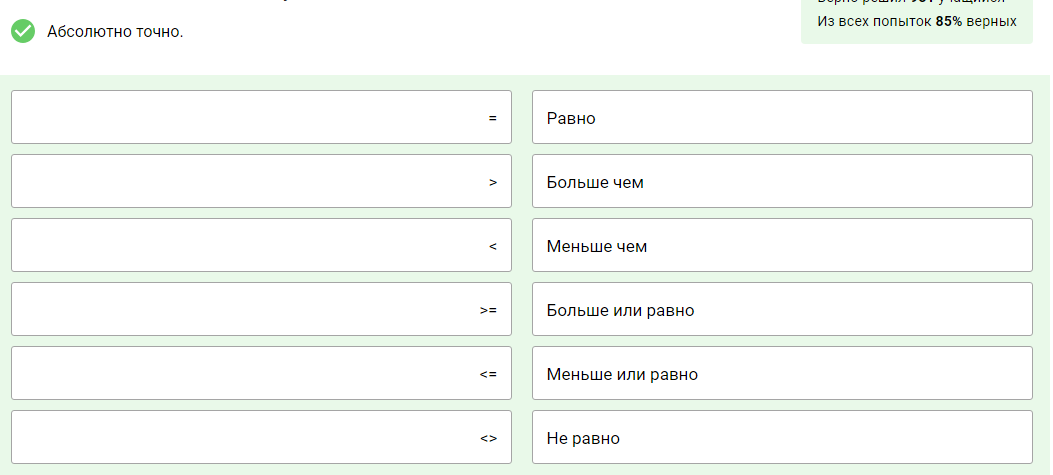 Абсолютно точно.
Из всех попыток 85% верных
= Равно
> Больше чем
< Меньше чем
>= Больше или равно
<= Меньше или равно
<> Не равно